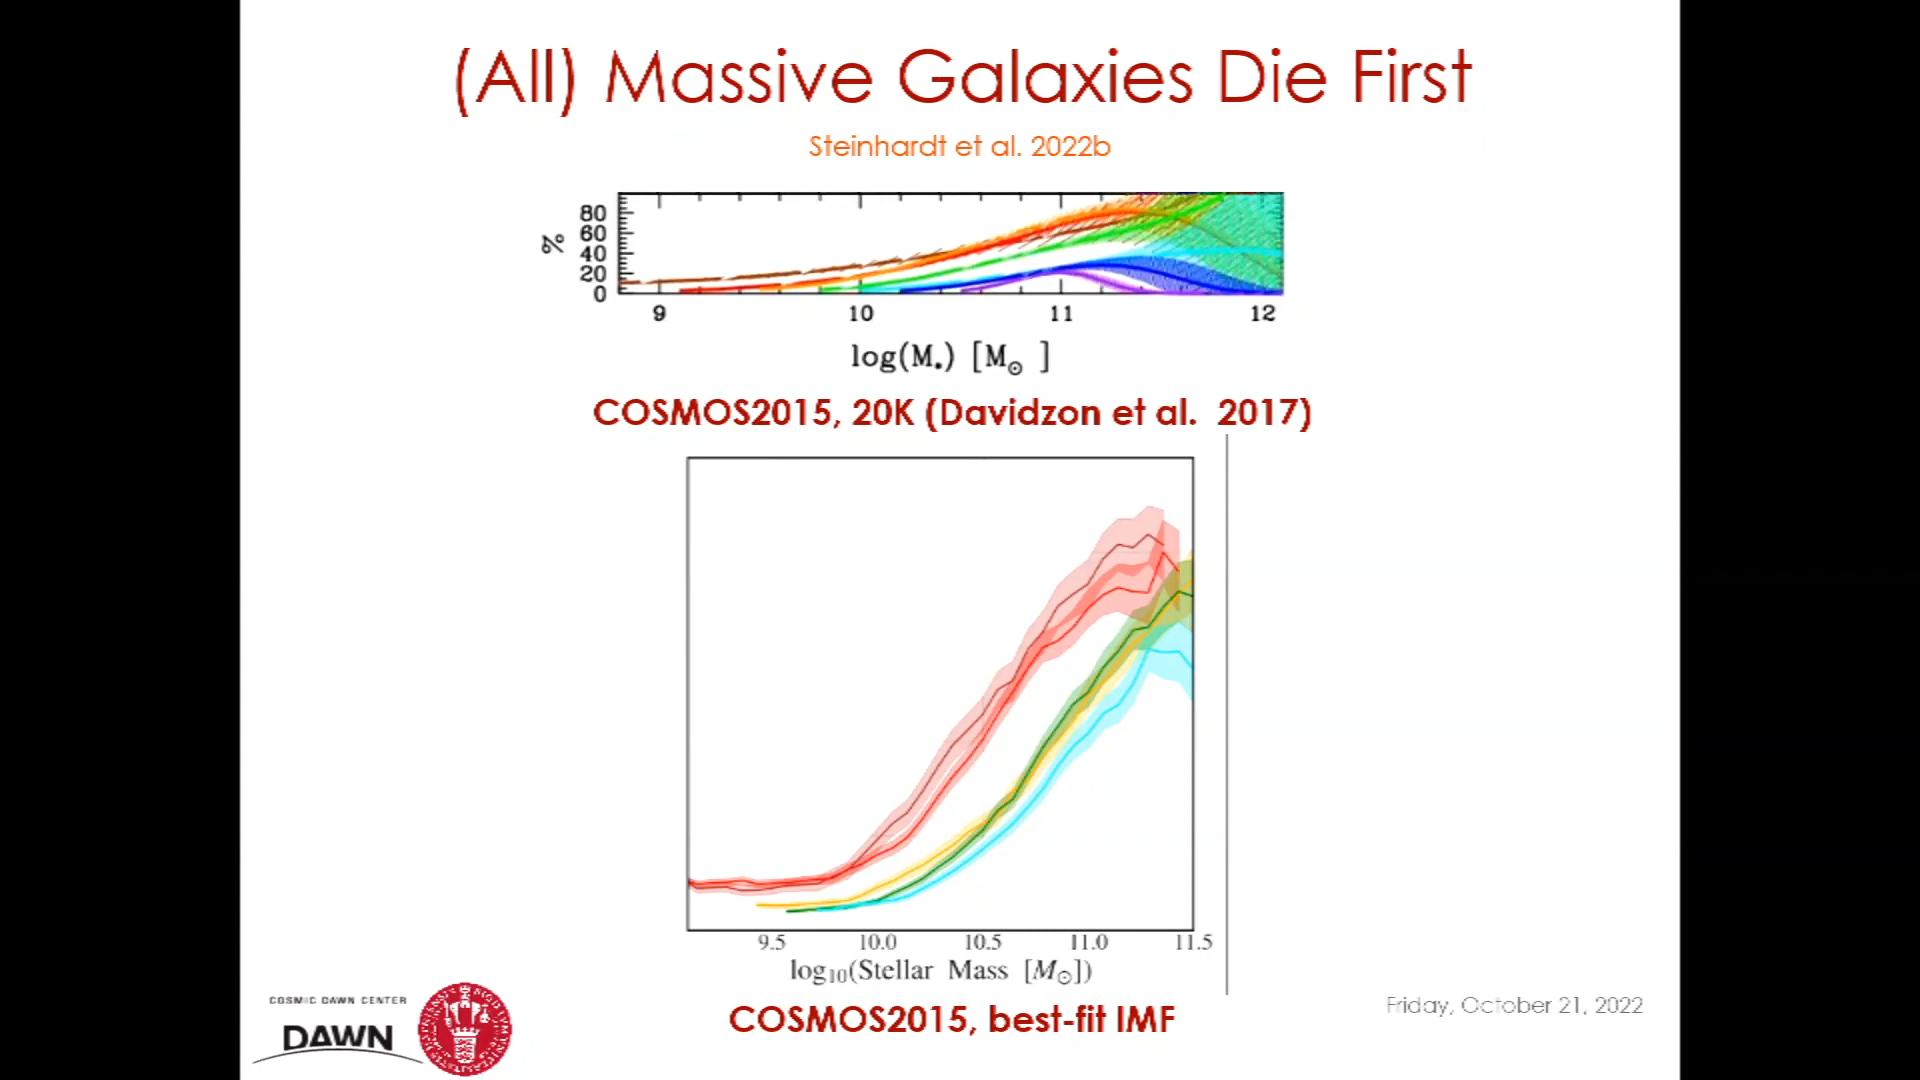 (All) Massive Galaxies Die First
Steinhardt et al. 2022b
%
80
60
40
20
0
9 10 11 12
log(M⋆) [M⊙ ]
COSMOS2015, 20K (Davidzon et al. 2017)
9.5 10.0 10.5 11.0 11.5
log10(Stellar Mass [M⊙])
COSMOS2015, best-fit IMF
COSMIC DAWN CENTER
DAWN
Friday, October 21, 2022